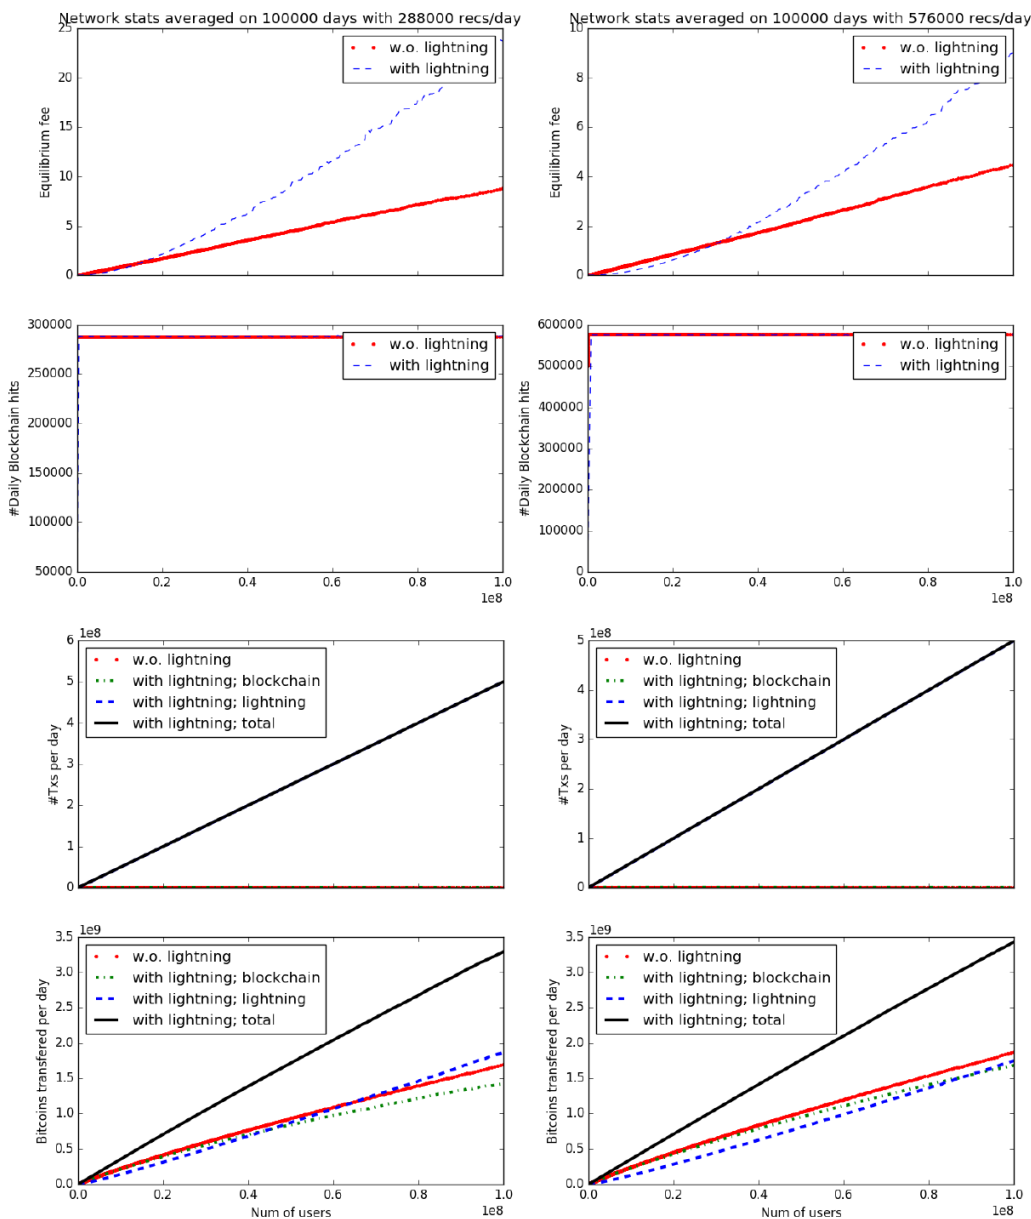 Network stats averaged on 100000 days with 288000 recs/day
25
20
15
10
5
0
Equilibrium fee
w.o. lightning
with lightning
Network stats averaged on 100000 days with 576000 recs/day
10
8
6
4
2
0
Equilibrium fee
w.o. lightning
with lightning
300000
250000
200000
150000
100000
50000
#Daily Blockchain hits
w.o. lightning
with lightning
0.0 0.2 0.4 0.6 0.8 1.0
1e8
600000
500000
400000
300000
200000
100000
0
#Daily Blockchain hits
w.o. lightning
with lightning
0.0 0.2 0.4 0.6 0.8 1.0
1e8
1e8
6
5
4
3
2
1
0
#Txs per day
w.o. lightning
with lightning; blockchain
with lightning; lightning
with lightning; total
1e8
5
4
3
2
1
0
#Txs per day
w.o. lightning
with lightning; blockchain
with lightning; lightning
with lightning; total
1e9
3.5
3.0
2.5
2.0
1.5
1.0
0.5
0.0
Bitcoins transfered per day
w.o. lightning
with lightning; blockchain
with lightning; lightning
with lightning; total
0.0 0.2 0.4 0.6 0.8 1.0
Num of users
1e8
1e9
3.5
3.0
2.5
2.0
1.5
1.0
0.5
0.0
Bitcoins transfered per day
w.o. lightning
with lightning; blockchain
with lightning; lightning
with lightning; total
0.0 0.2 0.4 0.6 0.8 1.0
Num of users
1e8